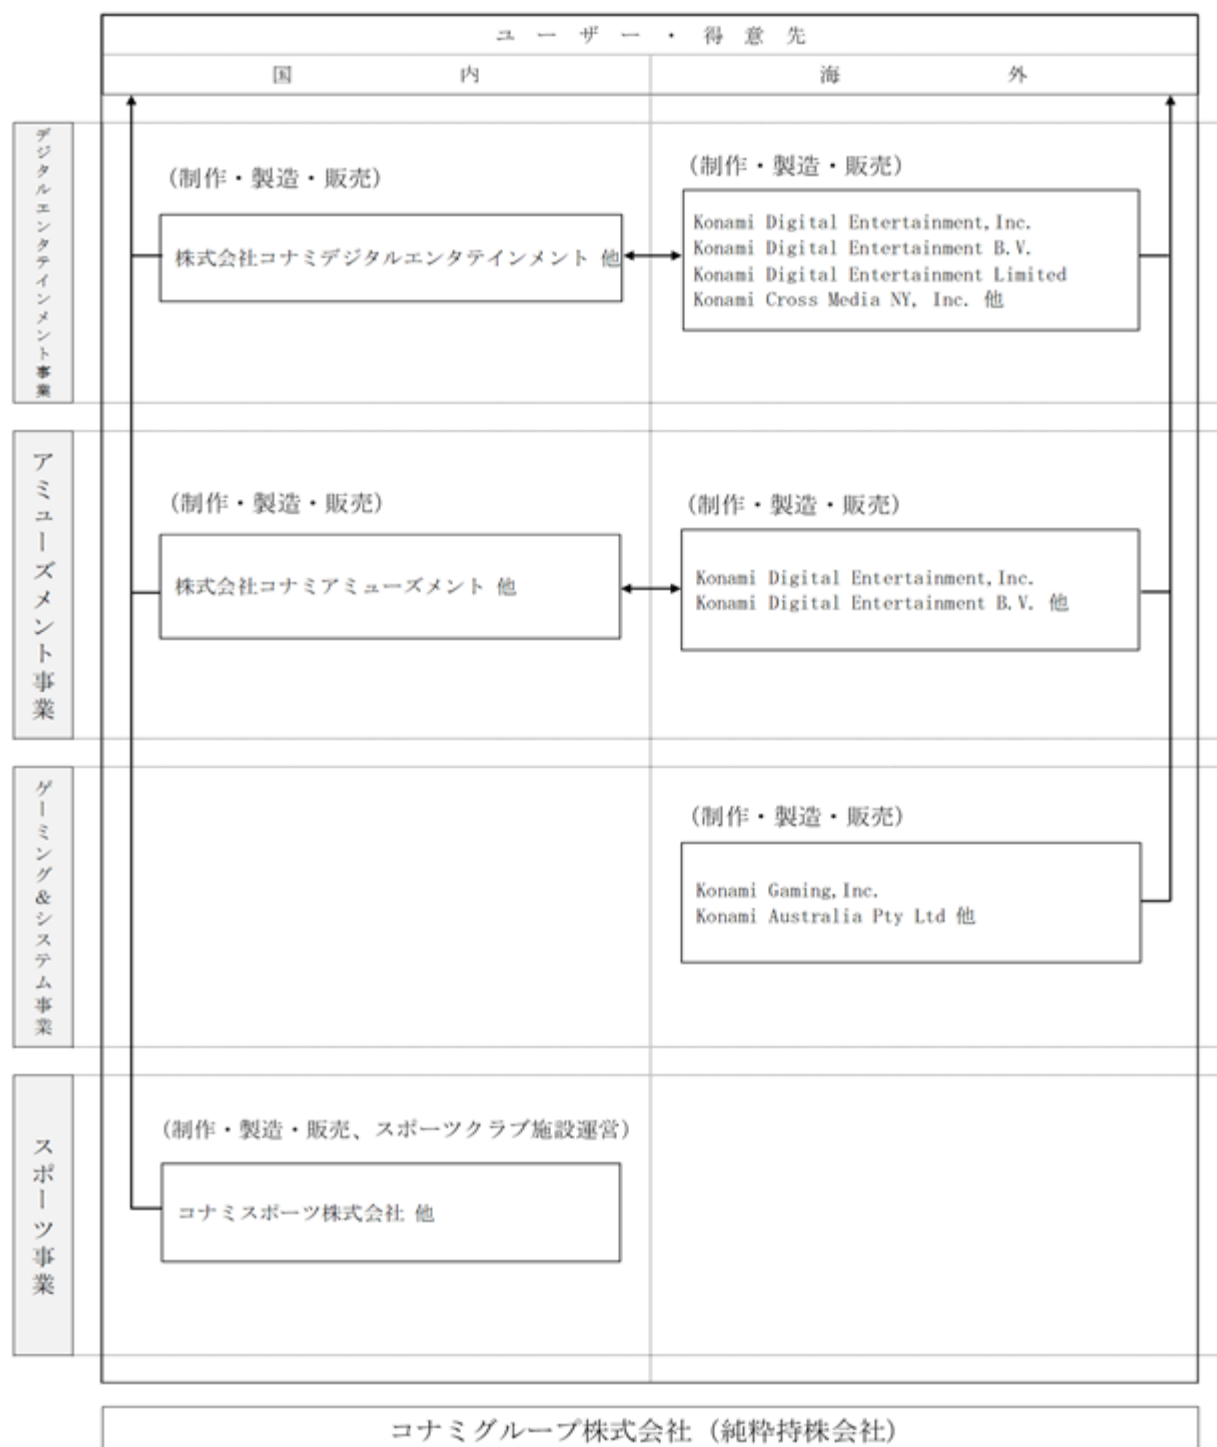 ユーザー・得意先
国内
海外
デジタルエンタテインメント事業
(制作・製造・販売)
株式会社コナミデジタルエンタテインメント 他
(制作・製造・販売)
Konami Digital Entertainment,Inc.
Konami Digital Entertainment B.V.
Konami Digital Entertainment Limited
Konami Cross Media NY, Inc. 他
アミューズメント事業
(制作・製造・販売)
株式会社コナミアミューズメント 他
(制作・製造・販売)
Konami Digital Entertainment,Inc.
Konami Digital Entertainment B.V. 他
ゲーミング&システム事業
(制作・製造・販売)
Konami Gaming,Inc.
Konami Australia Pty Ltd 他
スポーツ事業
(制作・製造・販売、スポーツクラブ施設運営)
コナミスポーツ株式会社 他
コナミグループ株式会社 (純粋持株会社)